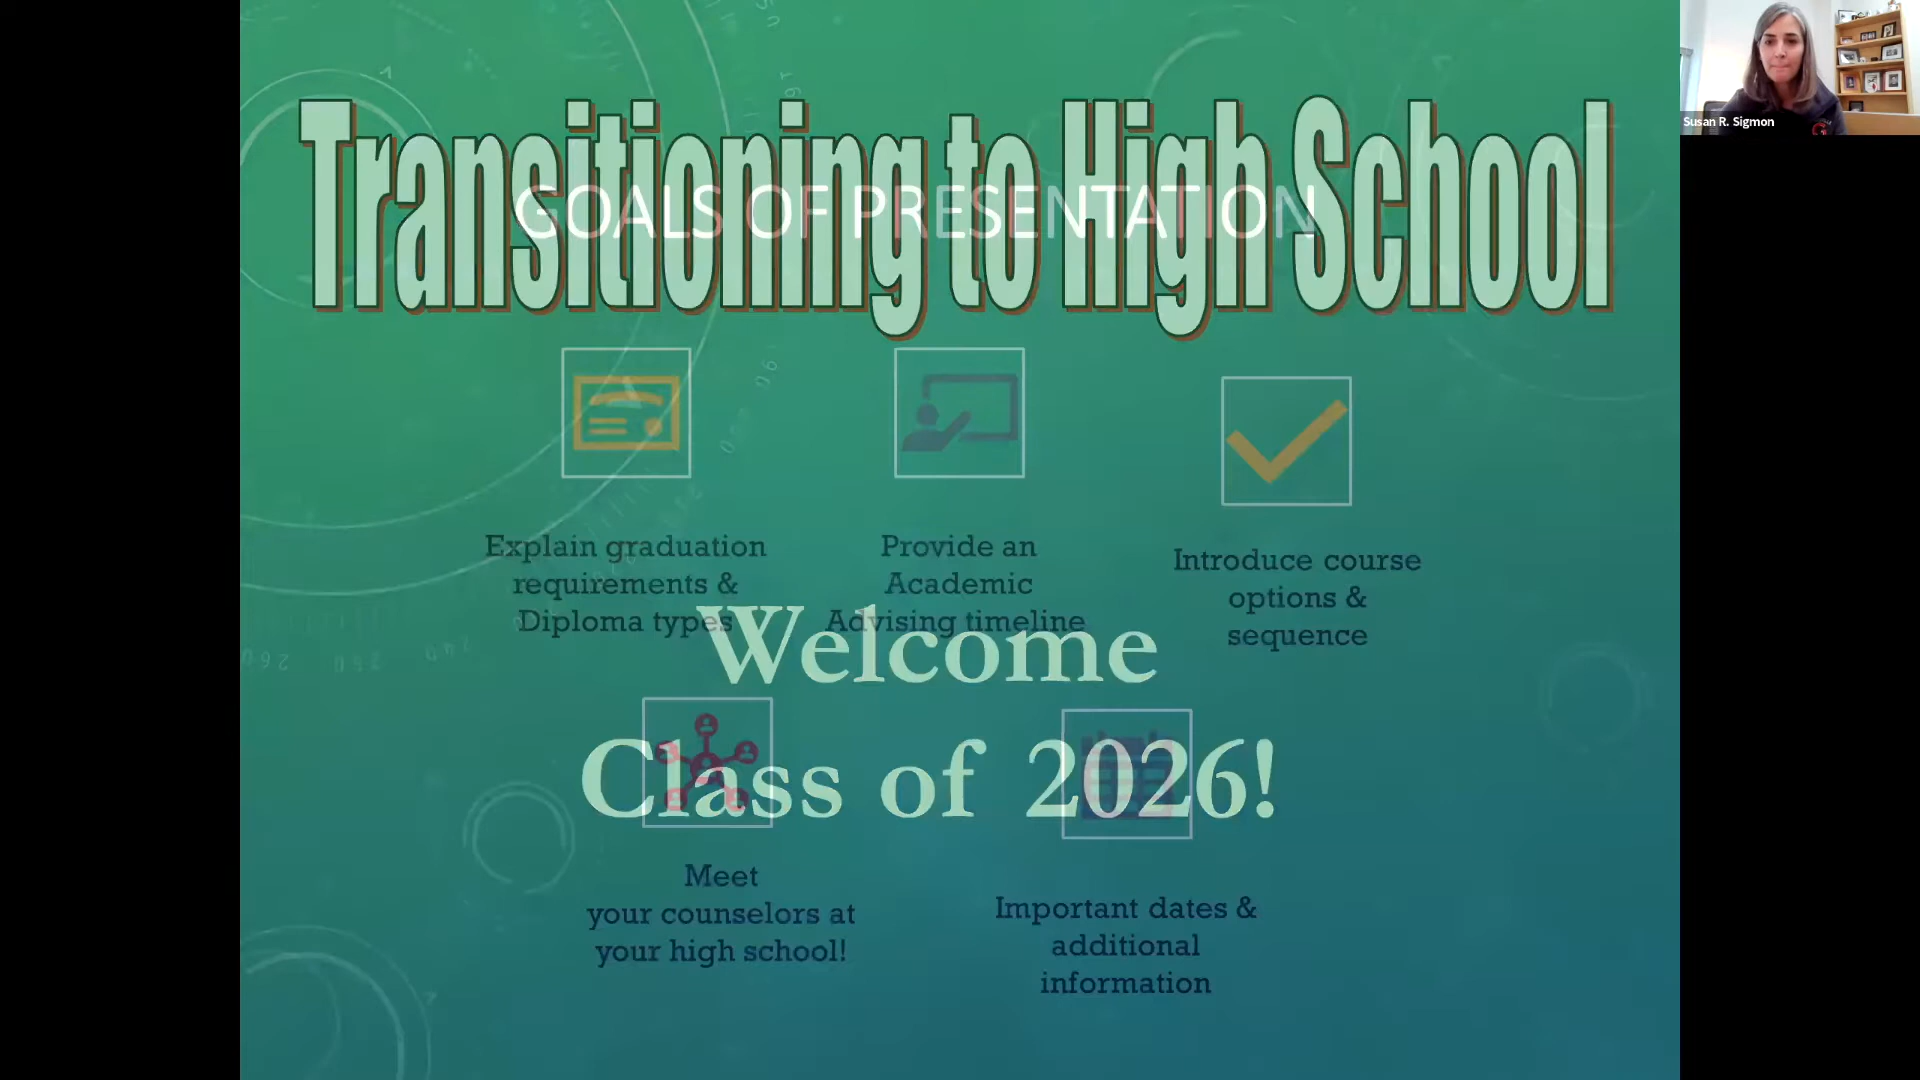 Transitioning to High School
GOALS OF PRESENTATION
Explain graduation
requirements &
Diploma types
Provide an
Academic
Advising timeline
Introduce course
options &
sequence
Welcome
Class of 2026!
Meet
your counselors at
your high school!
Important dates &
additional
information
Susan R. Sigmon